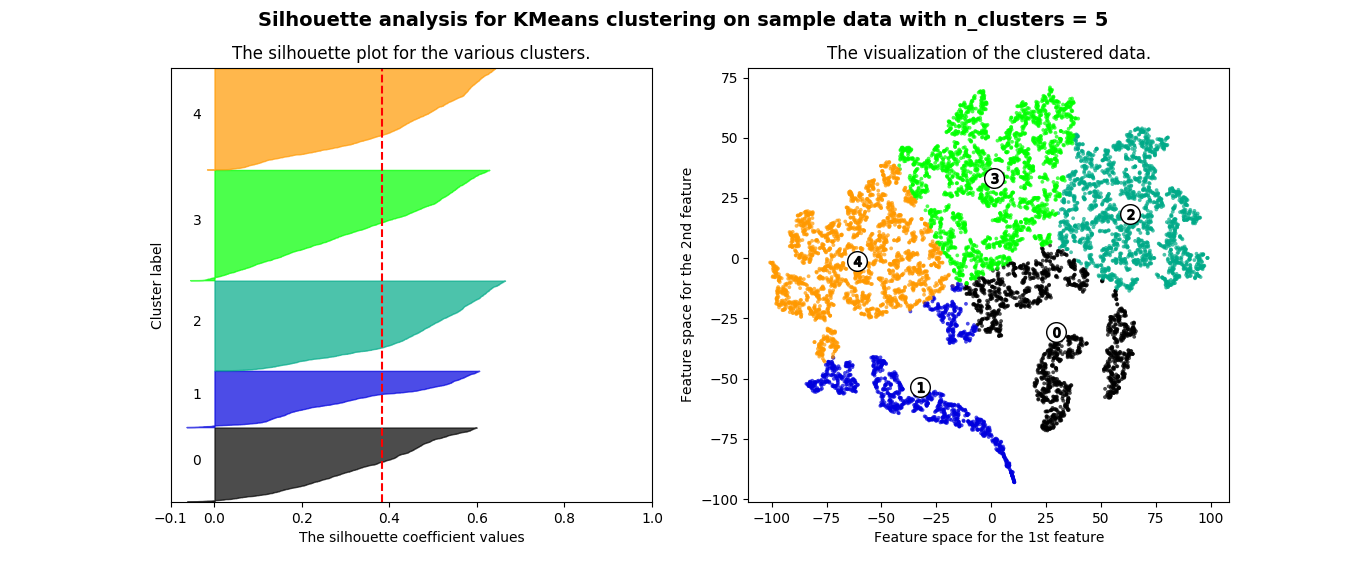 Silhouette analysis for KMeans clustering on sample data with n_clusters = 5
The silhouette plot for the various clusters.
4
3
2
1
0
Cluster label
−0.1 0.0 0.2 0.4 0.6 0.8 1.0
The silhouette coefficient values
The visualization of the clustered data.
75
50
25
0
−25
−50
−75
−100
Feature space for the 2nd feature
3
2
4
0
1
−100 −75 −50 −25 0 25 50 75 100
Feature space for the 1st feature